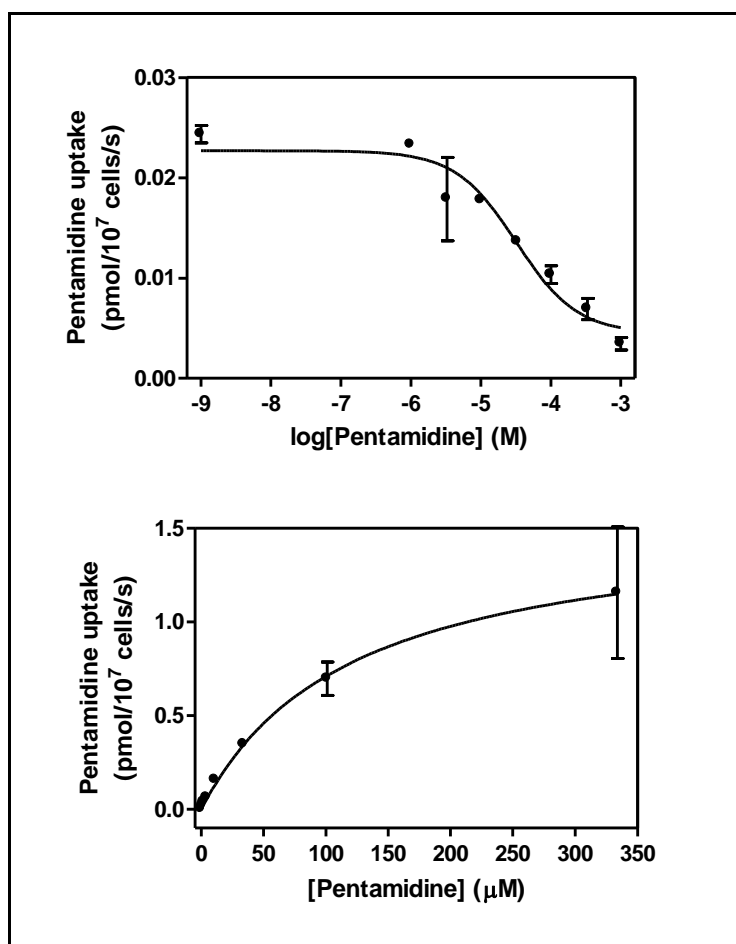 0.03
0.02
0.01
0.00
Pentamidine uptake
(pmol/10⁷ cells/s)
-9 -8 -7 -6 -5 -4 -3
log[Pentamidine] (M)
1.5
1.0
0.5
0.0
Pentamidine uptake
(pmol/10⁷ cells/s)
0 50 100 150 200 250 300 350
[Pentamidine] (μM)